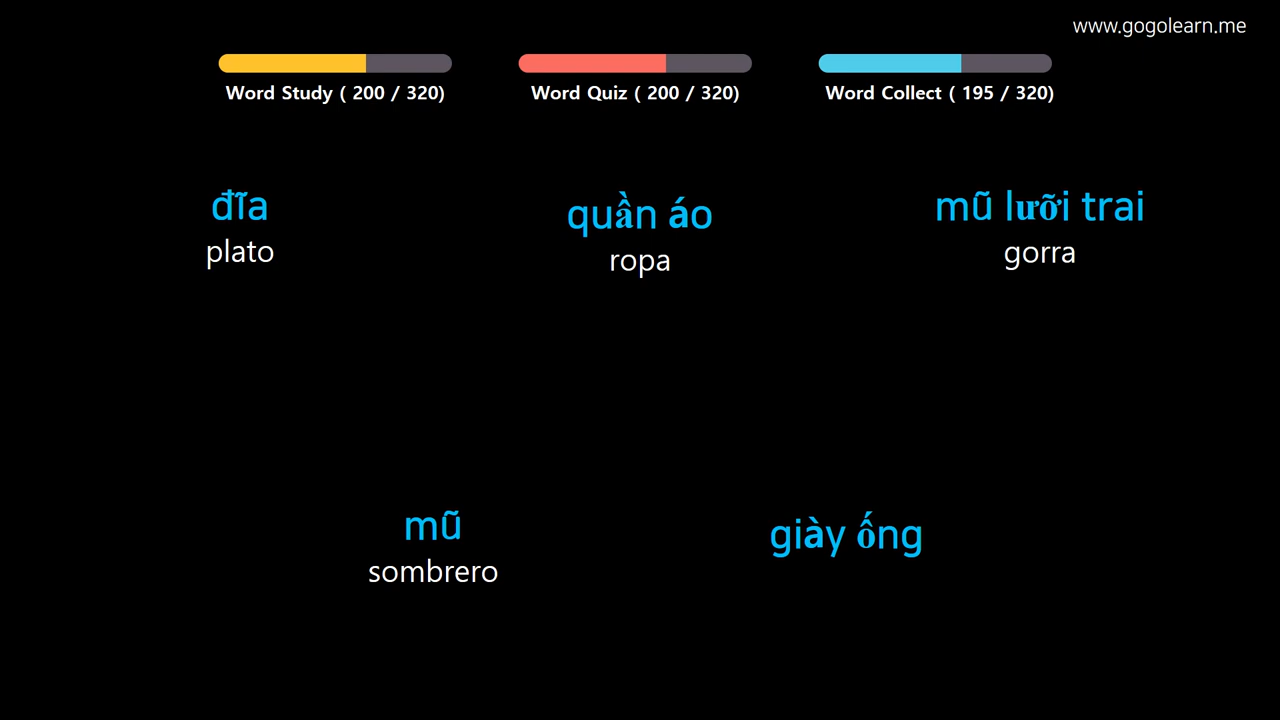 www.gogolearn.me
Word Study ( 200 / 320)
Word Quiz ( 200 / 320)
Word Collect ( 195 / 320)
đĩa
plato
quần áo
ropa
mũ lưỡi trai
gorra
mũ
sombrero
giày ống